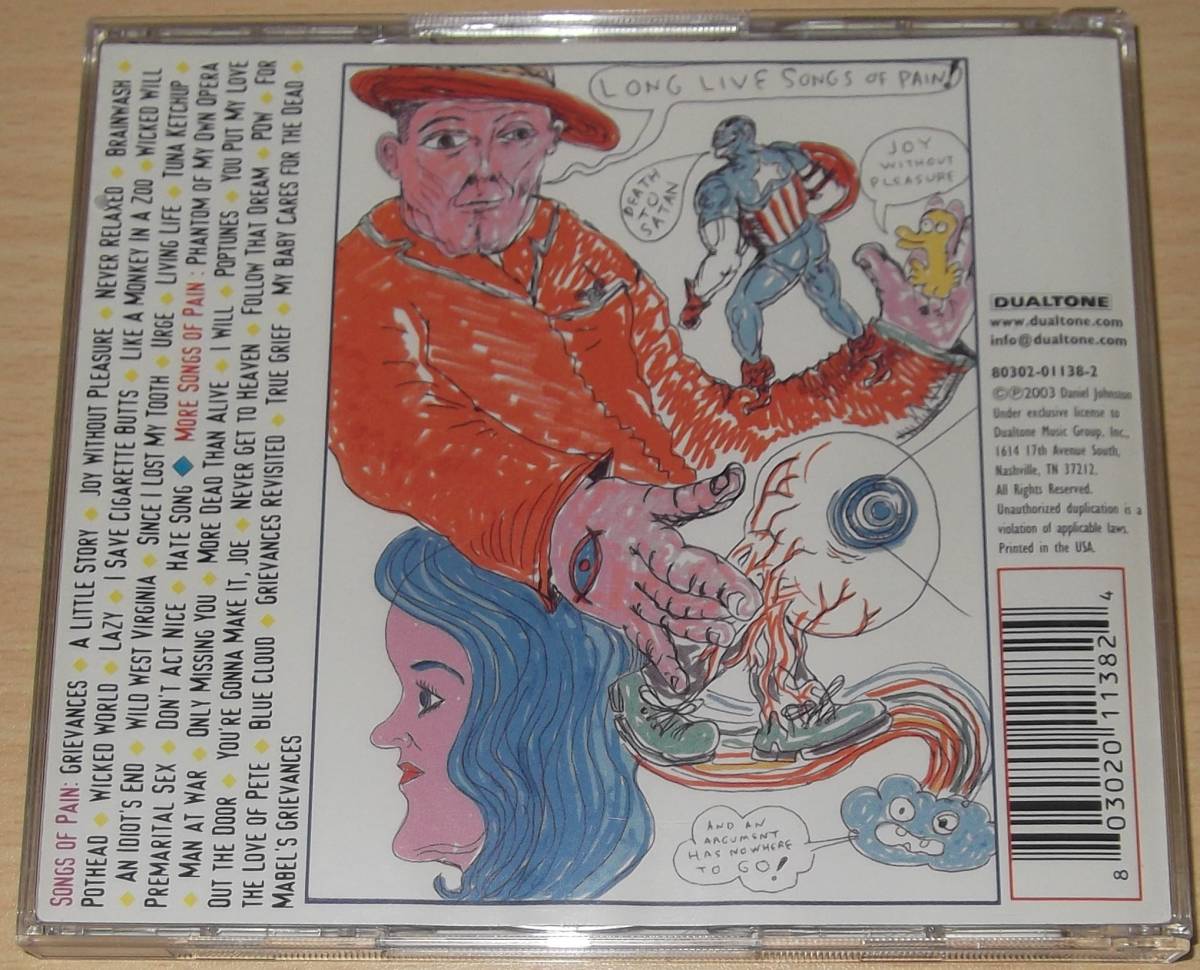 SONGS OF PAIN: GRIEVANCES ◆ A LITTLE STORY ◆ JOY WITHOUT PLEASURE ◆ NEVER RELAXED ◆ BRAINWASH ◆
POTHEAD ◆ WICKED WORLD ◆ LAZY ◆ I SAVE CIGARETTE BUTTS ◆ LIKE A MONKEY IN A ZOO ◆ WICKED WILL
◆ AN IDIOT'S END ◆ WILD WEST VIRGINIA ◆ SINCE I LOST MY TOOTH ◆ URGE ◆ LIVING LIFE ◆ TUNA KETCHUP ◆
PREMARITAL SEX ◆ DON'T ACT NICE ◆ HATE SONG ◆ MORE SONGS OF PAIN : PHANTOM OF MY OWN OPERA
◆ MAN AT WAR ◆ ONLY MISSING YOU ◆ MORE DEAD THAN ALIVE ◆ I WILL ◆ POPTUNES ◆ YOU PUT MY LOVE
OUT THE DOOR ◆ YOU'RE GONNA MAKE IT, JOE ◆ NEVER GET TO HEAVEN ◆ FOLLOW THAT DREAM ◆ POW ◆ FOR
THE LOVE OF PETE ◆ BLUE CLOUD ◆ GRIEVANCES REVISITED ◆ TRUE GRIEF ◆ MY BABY CARES FOR THE DEAD ◆
MABEL'S GRIEVANCES
LONG LIVE SONGS OF PAIN!
DEATH
TO
SATAN
JOY
WITHOUT
PLEASURE
AND AN
ARGUMENT
HAS NOWHERE
TO GO!
DUALTONE
www.dualtone.com
info@dualtone.com
80302-01138-2
©℗2003 Daniel Johnston
Under exclusive license to
Dualtone Music Group, Inc.,
1614 17th Avenue South,
Nashville, TN 37212.
All Rights Reserved.
Unauthorized duplication is a
violation of applicable laws.
Printed in the USA.
8 03020 11382 4